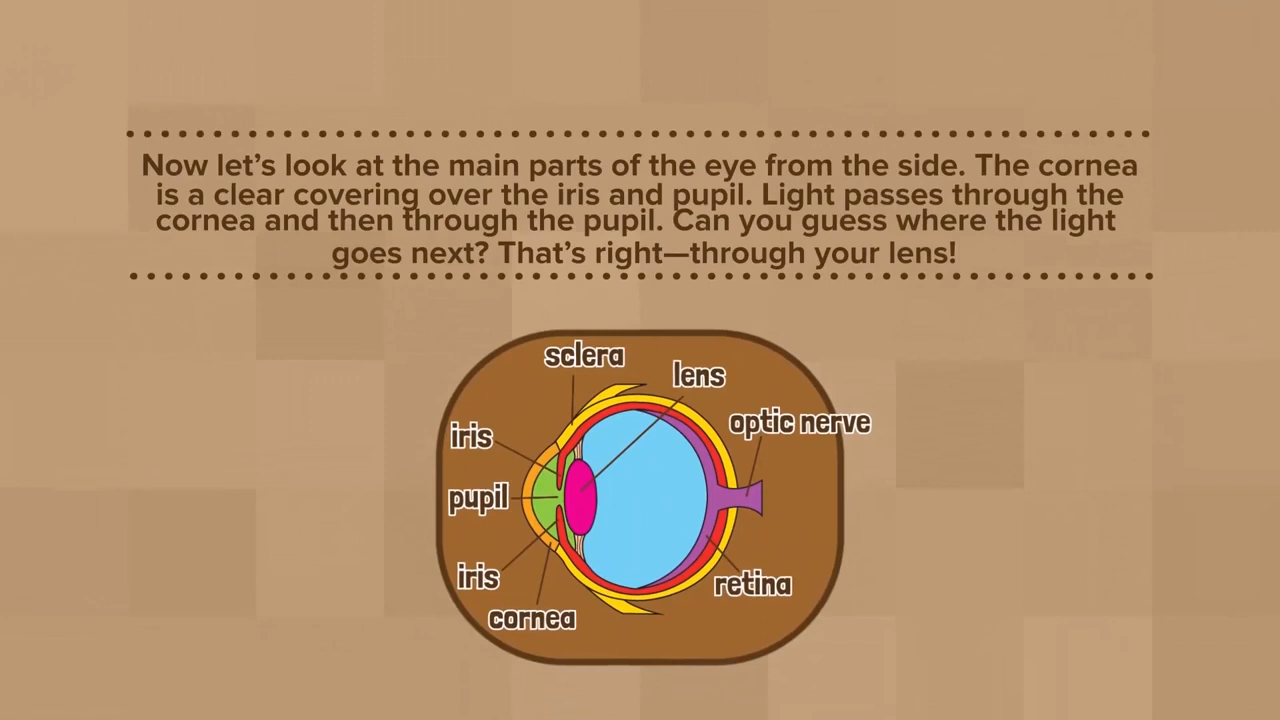 Now let’s look at the main parts of the eye from the side. The cornea
is a clear covering over the iris and pupil. Light passes through the
cornea and then through the pupil. Can you guess where the light
goes next? That’s right—through your lens!
sclera
lens
optic nerve
iris
pupil
iris
retina
cornea